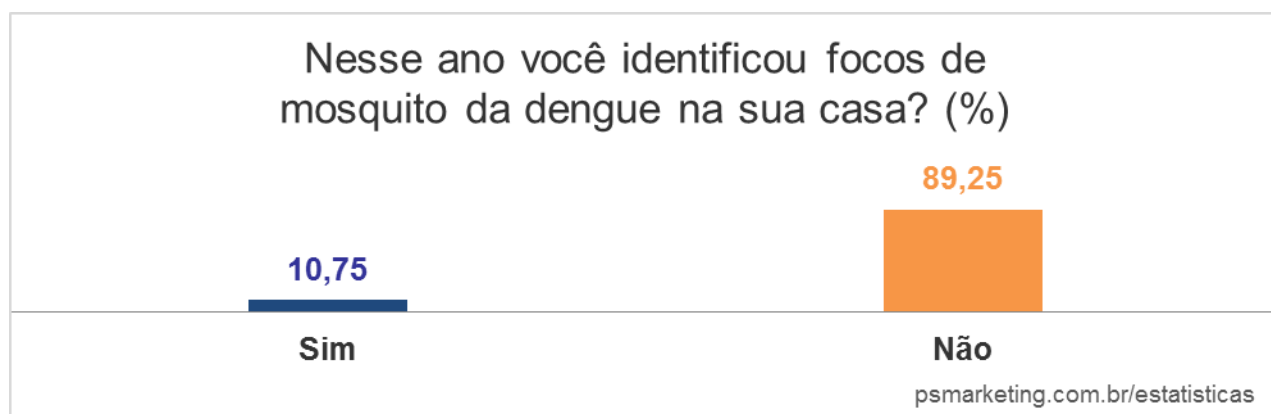 Nesse ano você identificou focos de
mosquito da dengue na sua casa? (%)
89,25
10,75
Sim
Não
psmarketing.com.br/estatisticas